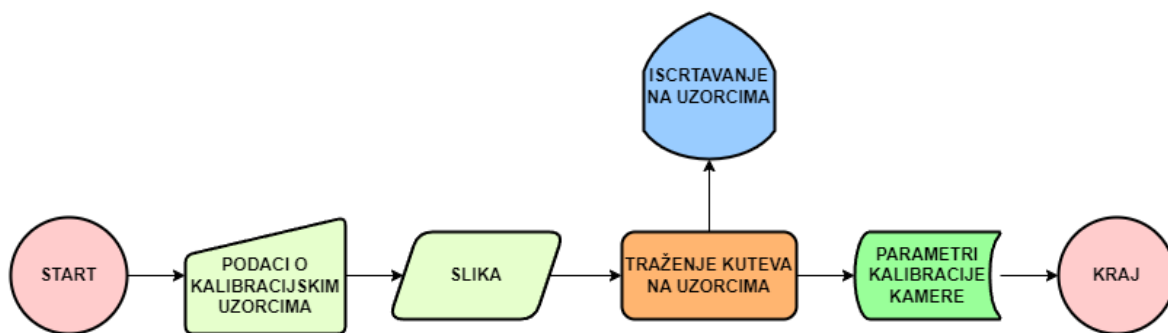 ISCRTAVANJE
NA UZORCIMA
START
PODACI O
KALIBRACIJSKIM
UZORCIMA
SLIKA
TRAŽENJE KUTEVA
NA UZORCIMA
PARAMETRI
KALIBRACIJE
KAMERE
KRAJ